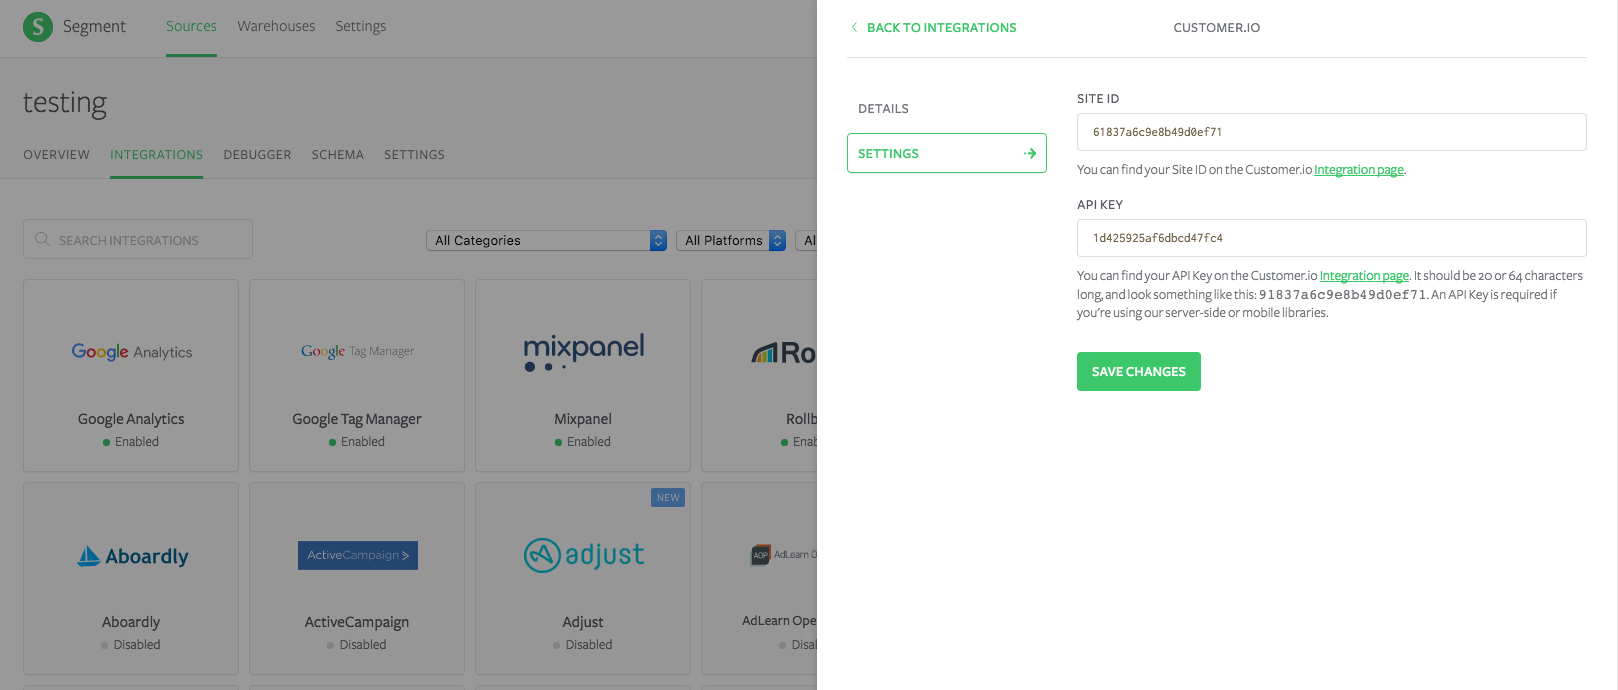 S Segment Sources Warehouses Settings
testing
OVERVIEW INTEGRATIONS DEBUGGER SCHEMA SETTINGS
SEARCH INTEGRATIONS All Categories All Platforms Al
Google Analytics Google Tag Manager mixpanel Ro
Google Analytics Google Tag Manager Mixpanel Rollb
Enabled Enabled Enabled Enab
NEW
Aboardly ActiveCampaign > adjust AOP AdLearn O
Aboardly ActiveCampaign Adjust AdLearn Ope
Disabled Disabled Disabled Disal
BACK TO INTEGRATIONS CUSTOMER.IO
DETAILS
SETTINGS
SITE ID
61837a6c9e8b49d0ef71
You can find your Site ID on the Customer.io Integration page.
API KEY
1d425925af6dbcd47fc4
You can find your API Key on the Customer.io Integration page. It should be 20 or 64 characters
long, and look something like this: 91837a6c9e8b49d0ef71. An API Key is required if
you're using our server-side or mobile libraries.
SAVE CHANGES